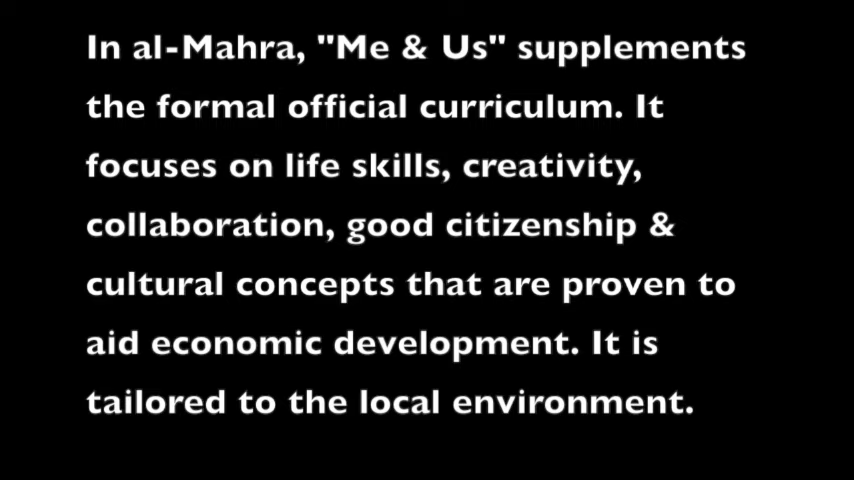 In al-Mahra, "Me & Us" supplements
the formal official curriculum. It
focuses on life skills, creativity,
collaboration, good citizenship &
cultural concepts that are proven to
aid economic development. It is
tailored to the local environment.